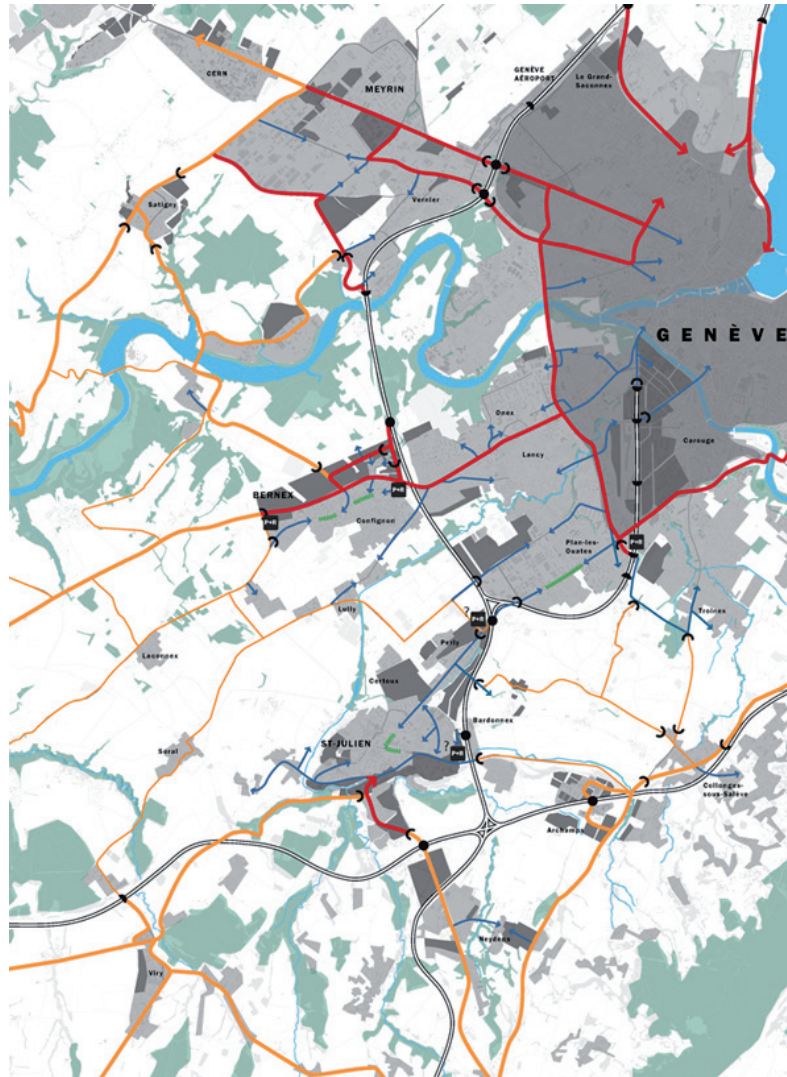 GENÈVE
AÉROPORT
Le Grand-
Saconnex
CERN
MEYRIN
Satigny
Vernier
GENÈVE
Onex
Lancy
Carouge
BERNEX
P+R
P+R
Confignon
Plan-les-
Ouates
P+R
Lully
Troinex
?
P+R
Perly
Laconnex
Certoux
Bardonnex
Soral
ST-JULIEN
?
P+R
Collonges-
sous-Salève
Archamps
Neydens
Viry